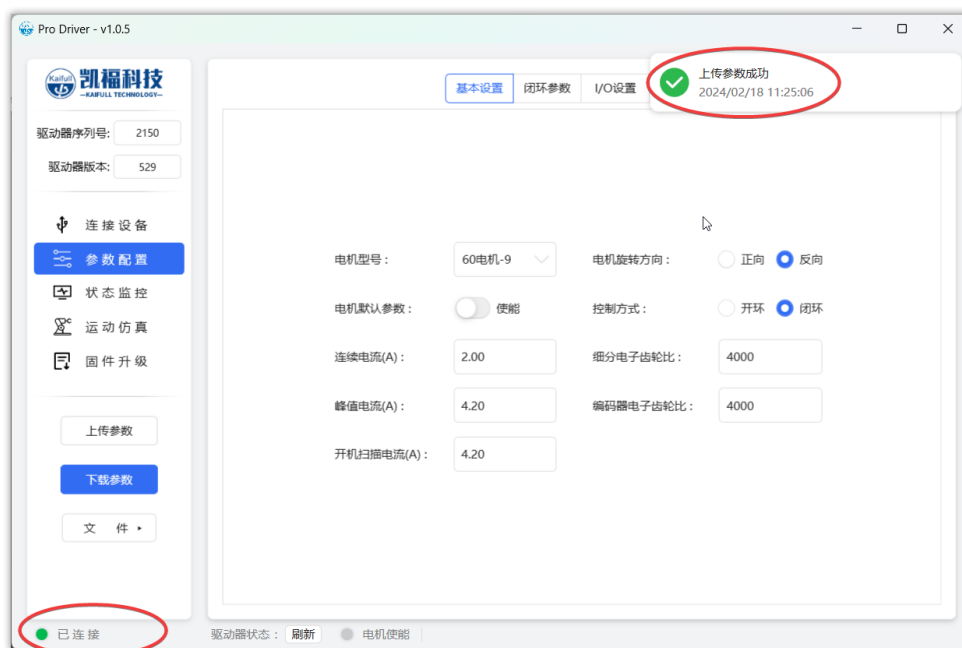 Pro Driver - v1.0.5
Kaifull
凯福科技
—KAIFULL TECHNOLOGY—
驱动器序列号: 2150
驱动器版本: 529
连接设备
参数配置
状态监控
运动仿真
固件升级
上传参数
下载参数
文 件
已连接
基本设置 闭环参数 I/O设置
上传参数成功
2024/02/18 11:25:06
电机型号： 60电机-9 电机旋转方向： 正向 反向
电机默认参数： 使能 控制方式： 开环 闭环
连续电流(A)： 2.00 细分电子齿轮比： 4000
峰值电流(A)： 4.20 编码器电子齿轮比： 4000
开机扫描电流(A)： 4.20
驱动器状态： 刷新 电机使能